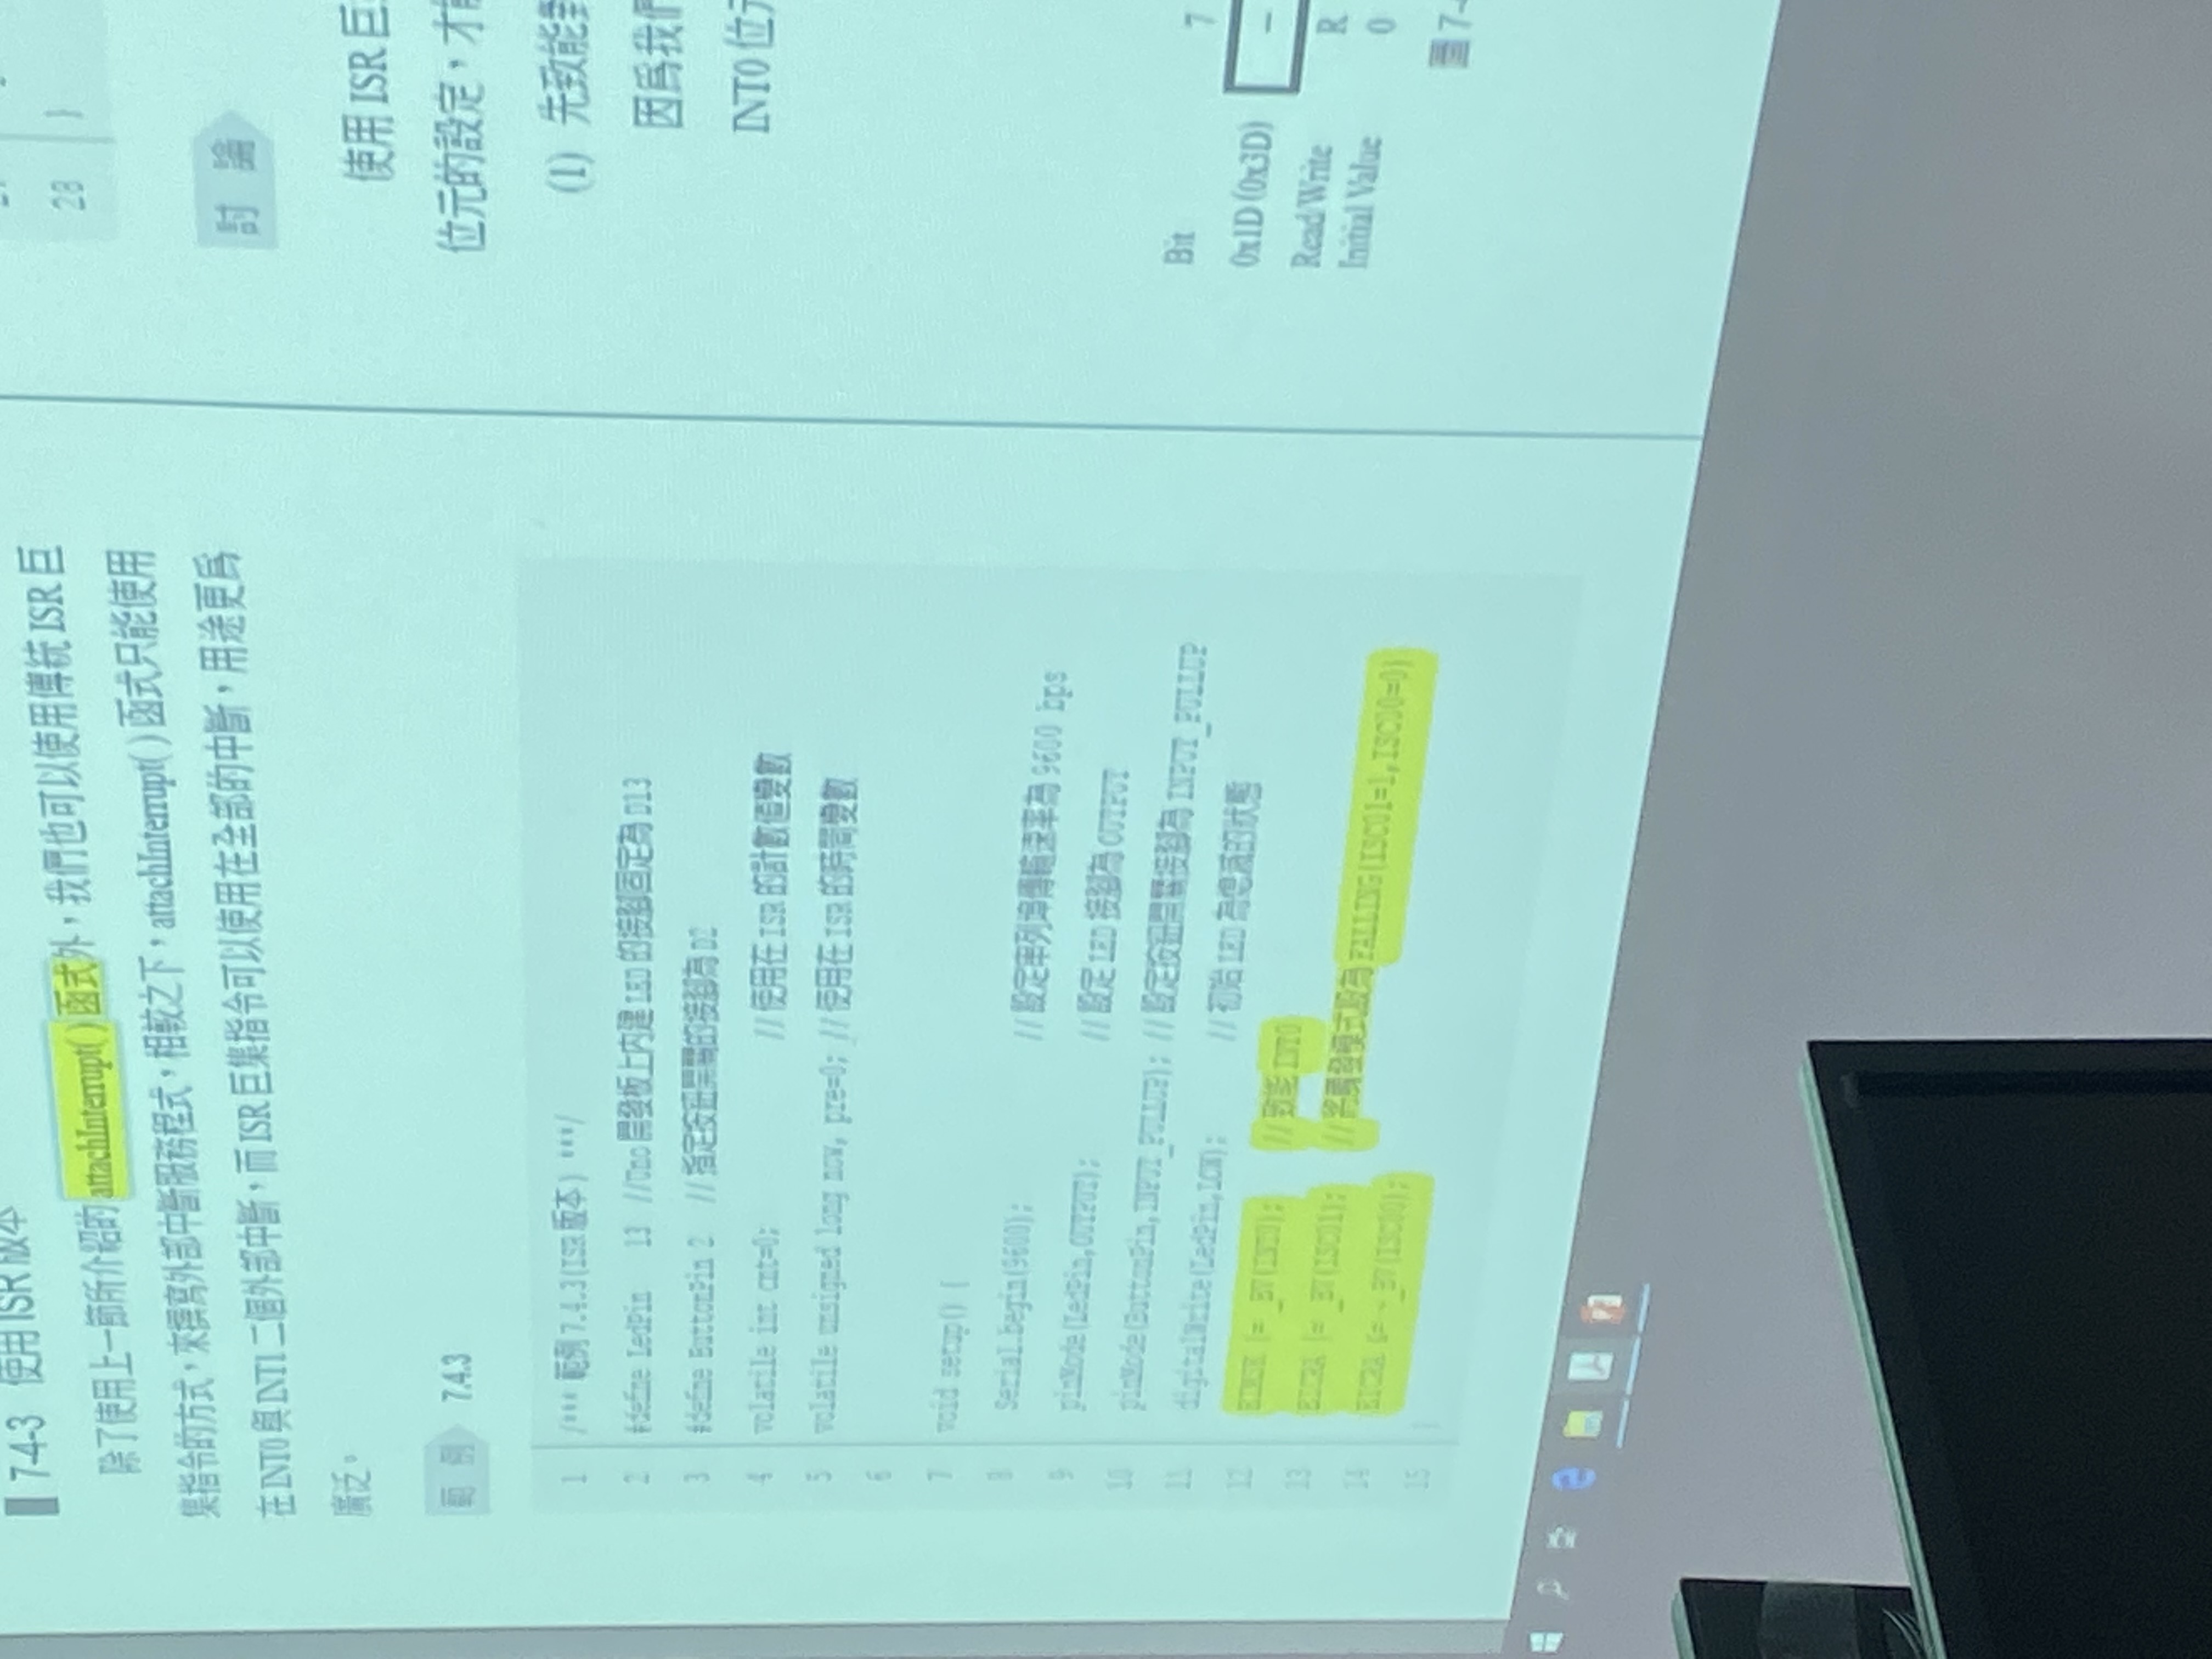 7-4-3 使用 ISR 版本
除了使用上一節所介紹的 attachInterrupt( ) 函式外，我們也可以使用傳統 ISR 巨
集指令的方式，來撰寫外部中斷服務程式，相較之下，attachInterrupt( ) 函式只能使用
在 INT0 與 INT1 二個外部中斷，而 ISR 巨集指令可以使用在全部的中斷，用途更為
廣泛。
範 例 7.4.3
1 /*** 範例 7.4.3(ISR 版本) ***/
2 #define LedPin 13 //Uno 開發板上內建 LED 的接腳固定為 D13
3 #define ButtonPin 2 // 指定按鈕開關的接腳為 D2
4 volatile int cnt=0; // 使用在 ISR 的計數值變數
5 volatile unsigned long now, pre=0; // 使用在 ISR 的時間變數
6
7 void setup() {
8 Serial.begin(9600); // 設定串列埠傳輸速率為 9600 bps
9 pinMode(LedPin,OUTPUT); // 設定 LED 接腳為 OUTPUT
10 pinMode(ButtonPin,INPUT_PULLUP); // 設定按鈕開關接腳為 INPUT_PULLUP
11 digitalWrite(LedPin,LOW); // 初始 LED 為熄滅的狀態
12 EIMSK |= _BV(INT0); // 致能 INT0
13 EICRA |= _BV(ISC01); // 將觸發模式設為 FALLING(ISC01=1,ISC00=0)
14 EICRA &= ~_BV(ISC00);
15 }
28 }
討 論
使用 ISR 巨
位元的設定，才
(1) 先致能
因為我們
INT0 位
Bit 7
0x1D (0x3D) –
Read/Write R
Initial Value 0
圖 7-